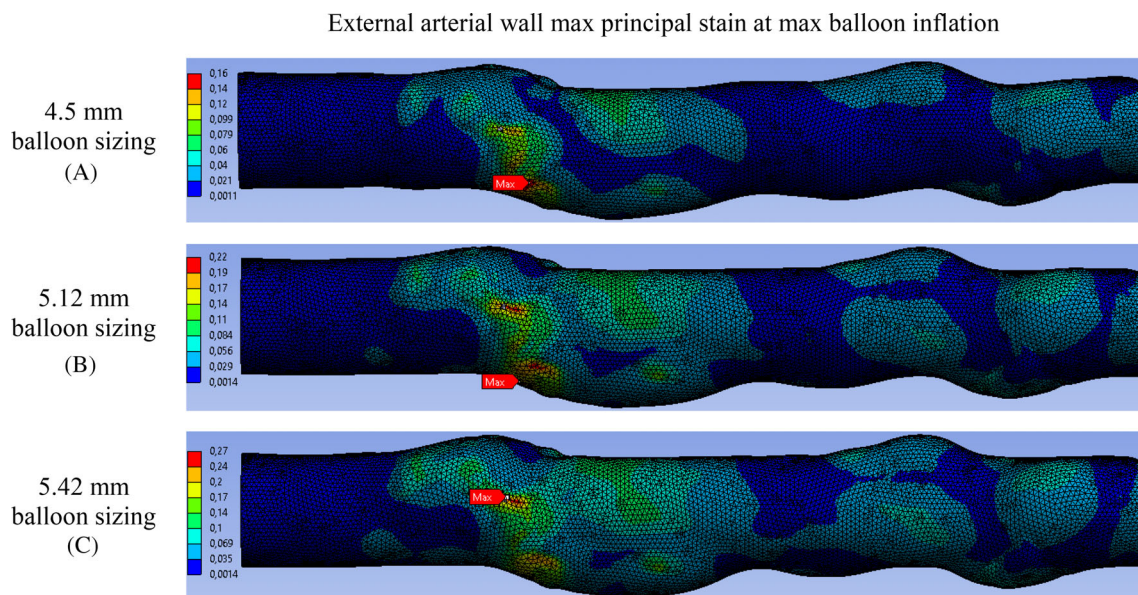 External arterial wall max principal stain at max balloon inflation
4.5 mm
balloon sizing
(A)
0,16
0,14
0,12
0,099
0,079
0,06
0,04
0,021
0,0011
Max
5.12 mm
balloon sizing
(B)
0,22
0,19
0,17
0,14
0,11
0,084
0,056
0,029
0,0014
Max
5.42 mm
balloon sizing
(C)
0,27
0,24
0,2
0,17
0,14
0,1
0,069
0,035
0,0014
Max